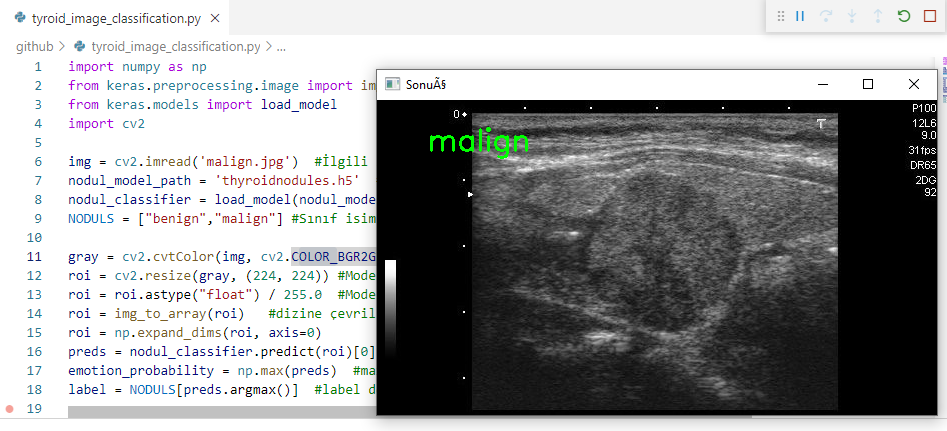 tyroid_image_classification.py
github > tyroid_image_classification.py > ...
1 import numpy as np
2 from keras.preprocessing.image import im
3 from keras.models import load_model
4 import cv2
5
6 img = cv2.imread('malign.jpg') #İlgili
7 nodul_model_path = 'thyroidnodules.h5'
8 nodul_classifier = load_model(nodul_mode
9 NODULS = ["benign","malign"] #Sınıf isim
10
11 gray = cv2.cvtColor(img, cv2.COLOR_BGR2G
12 roi = cv2.resize(gray, (224, 224)) #Mode
13 roi = roi.astype("float") / 255.0 #Mode
14 roi = img_to_array(roi) #dizine çevril
15 roi = np.expand_dims(roi, axis=0)
16 preds = nodul_classifier.predict(roi)[0]
17 emotion_probability = np.max(preds) #ma
18 label = NODULS[preds.argmax()] #label d
19
SonuÃ§
0
malign
T
P100
12L6
9.0
31fps
DR65
2DG
92